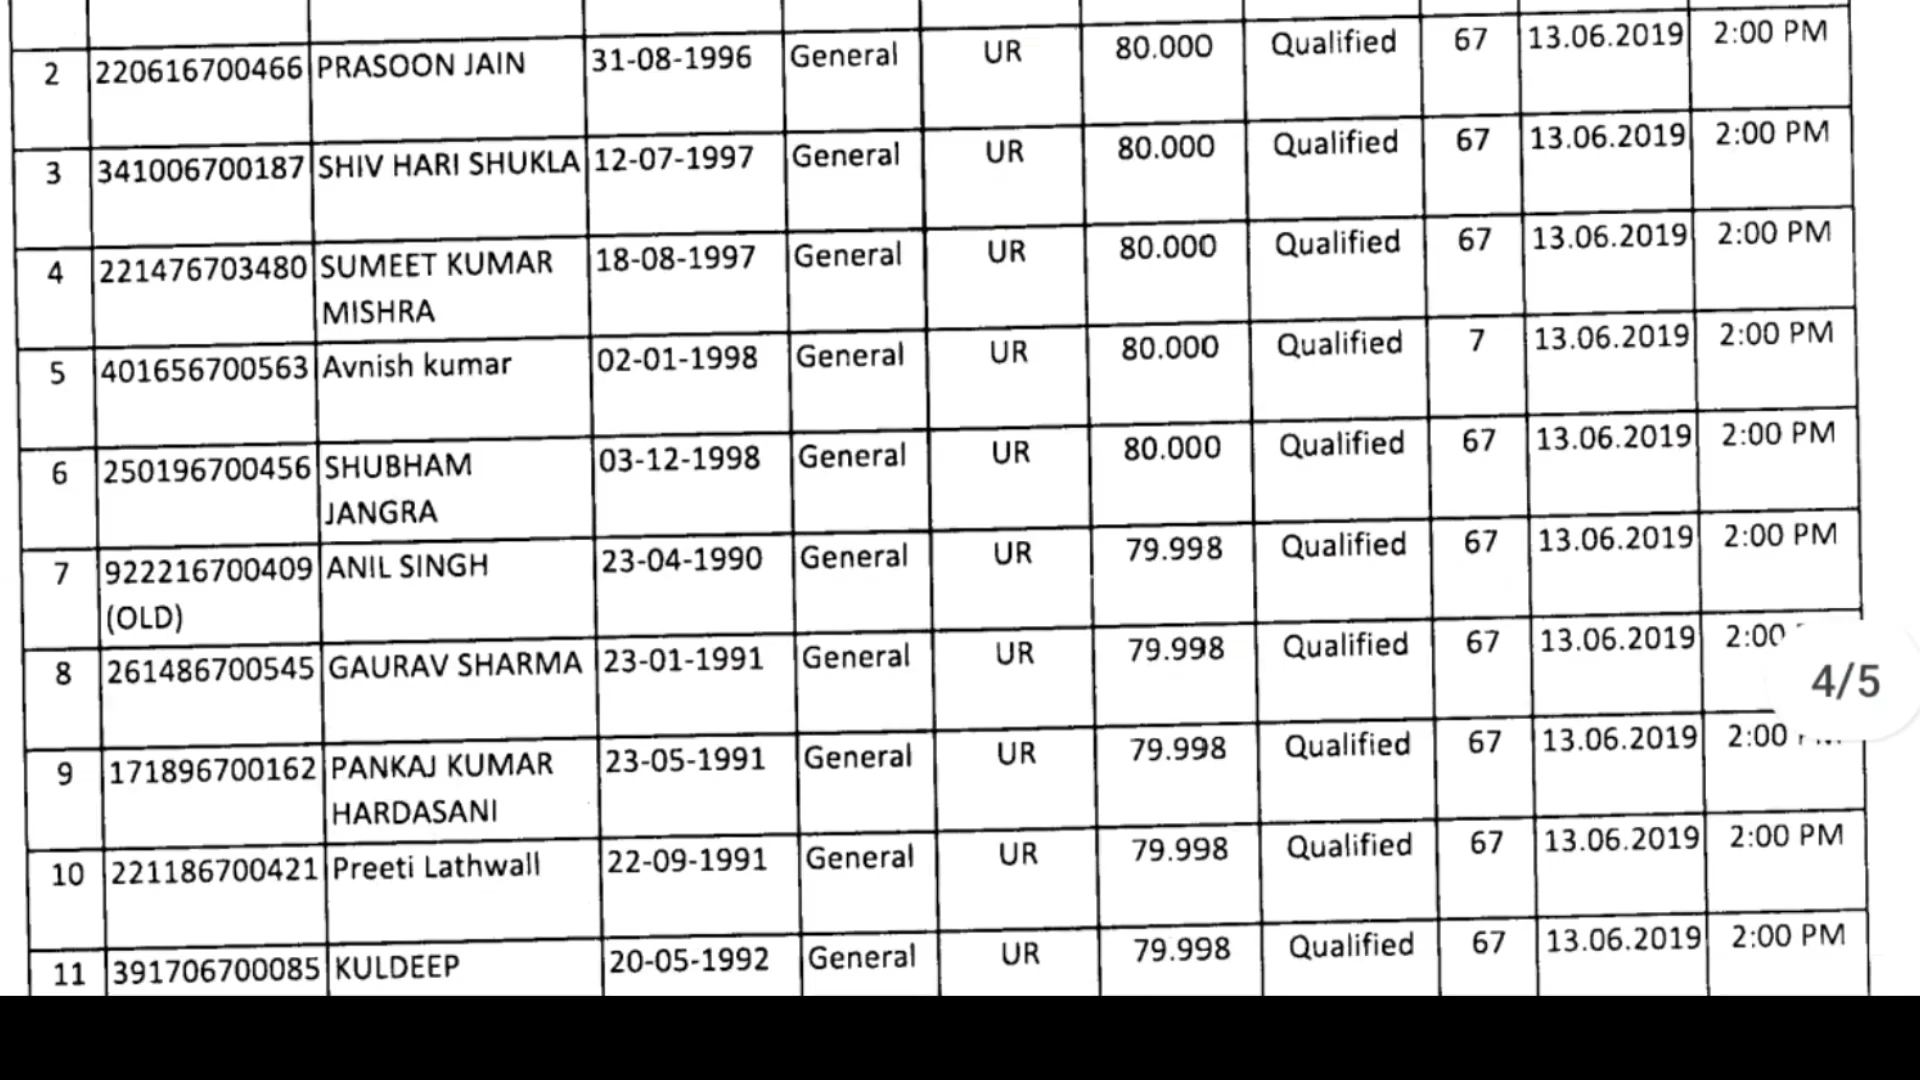 2 220616700466 PRASOON JAIN 31-08-1996 General UR 80.000 Qualified 67 13.06.2019 2:00 PM
3 341006700187 SHIV HARI SHUKLA 12-07-1997 General UR 80.000 Qualified 67 13.06.2019 2:00 PM
4 221476703480 SUMEET KUMAR 18-08-1997 General UR 80.000 Qualified 67 13.06.2019 2:00 PM
MISHRA
5 401656700563 Avnish kumar 02-01-1998 General UR 80.000 Qualified 7 13.06.2019 2:00 PM
6 250196700456 SHUBHAM 03-12-1998 General UR 80.000 Qualified 67 13.06.2019 2:00 PM
JANGRA
7 922216700409 ANIL SINGH 23-04-1990 General UR 79.998 Qualified 67 13.06.2019 2:00 PM
(OLD)
8 261486700545 GAURAV SHARMA 23-01-1991 General UR 79.998 Qualified 67 13.06.2019 2:00
4/5
9 171896700162 PANKAJ KUMAR 23-05-1991 General UR 79.998 Qualified 67 13.06.2019 2:00
HARDASANI
10 221186700421 Preeti Lathwall 22-09-1991 General UR 79.998 Qualified 67 13.06.2019 2:00 PM
11 391706700085 KULDEEP 20-05-1992 General UR 79.998 Qualified 67 13.06.2019 2:00 PM